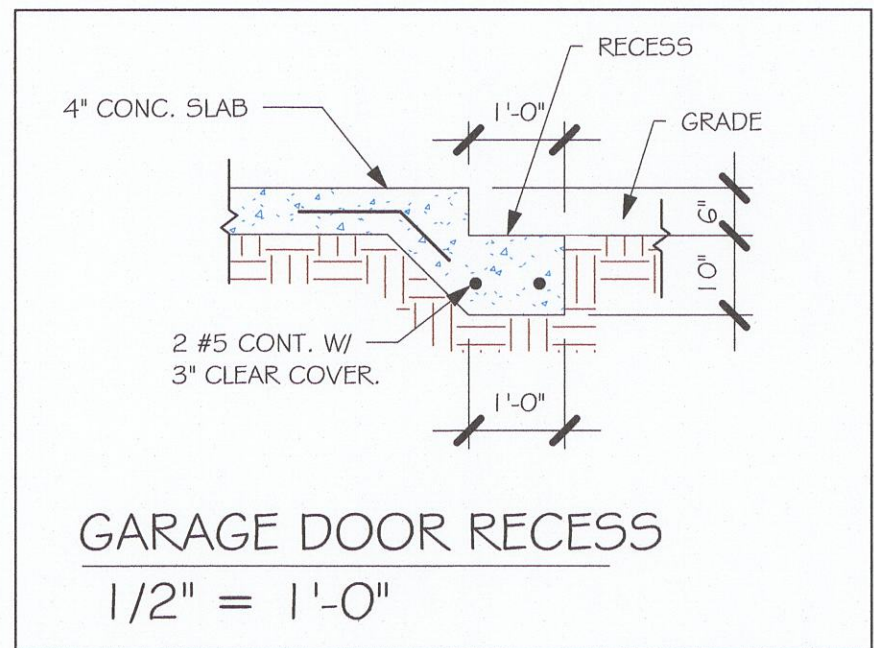 RECESS
4" CONC. SLAB
1'-0"
GRADE
6"
10"
2 #5 CONT. W/
3" CLEAR COVER.
1'-0"
GARAGE DOOR RECESS
1/2" = 1'-0"